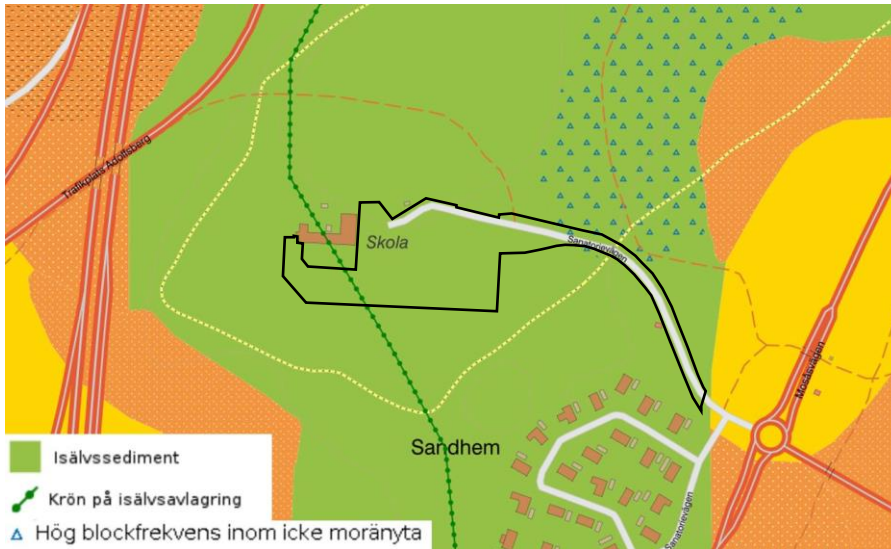 Trafikplats Adolfsberg
Skola
Sanatorievägen
Mosåsvägen
Sandhem
Sanatorievägen
Isälvssediment
Krön på isälvsavlagring
Hög blockfrekvens inom icke moränyta